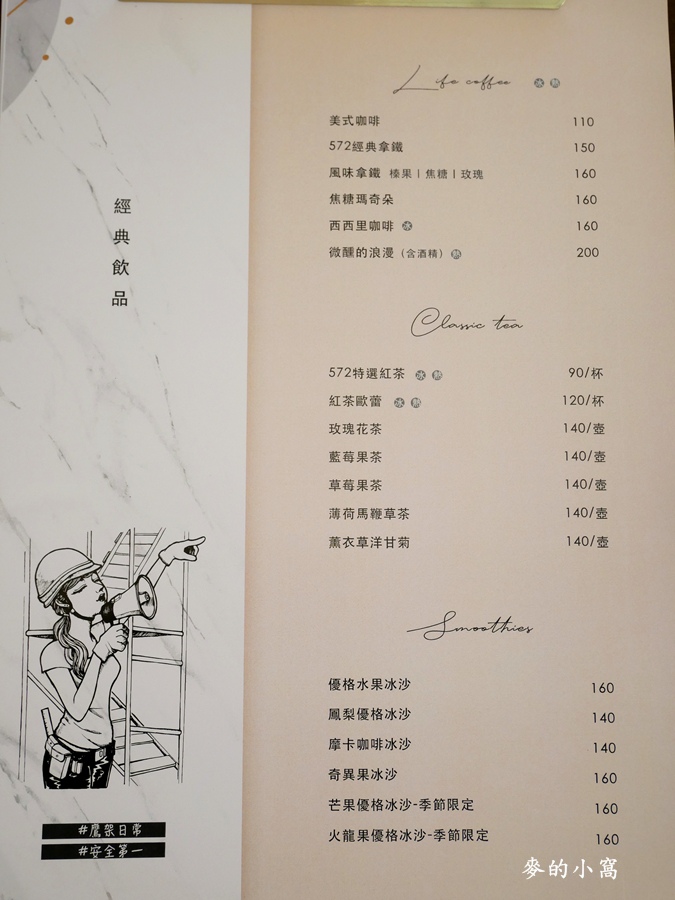 經典飲品
Life coffee 冰 熱
美式咖啡 110
572經典拿鐵 150
風味拿鐵 榛果|焦糖|玫瑰 160
焦糖瑪奇朵 160
西西里咖啡 冰 160
微醺的浪漫(含酒精) 熱 200
Classic tea
572特選紅茶 冰 熱 90/杯
紅茶歐蕾 冰 熱 120/杯
玫瑰花茶 140/壺
藍莓果茶 140/壺
草莓果茶 140/壺
薄荷馬鞭草茶 140/壺
薰衣草洋甘菊 140/壺
Smoothies
優格水果冰沙 160
鳳梨優格冰沙 140
摩卡咖啡冰沙 140
奇異果冰沙 160
芒果優格冰沙-季節限定 160
火龍果優格冰沙-季節限定 160
#鷹架日常
#安全第一
麥的小窩